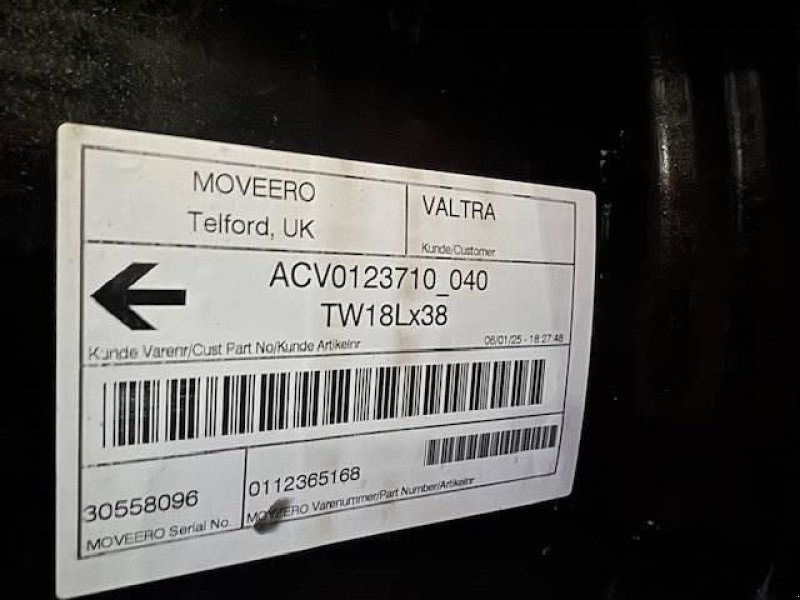 MOVEERO
Telford, UK
VALTRA
Kunde/Customer
ACV0123710_040
TW18Lx38
Kunde Varenr/Cust Part No/Kunde Artikelnr
06/01/25 - 18:27:48
30558096
MOVEERO Serial No.
0112365168
MOVEERO Varenummer/Part Number/Artikelnr